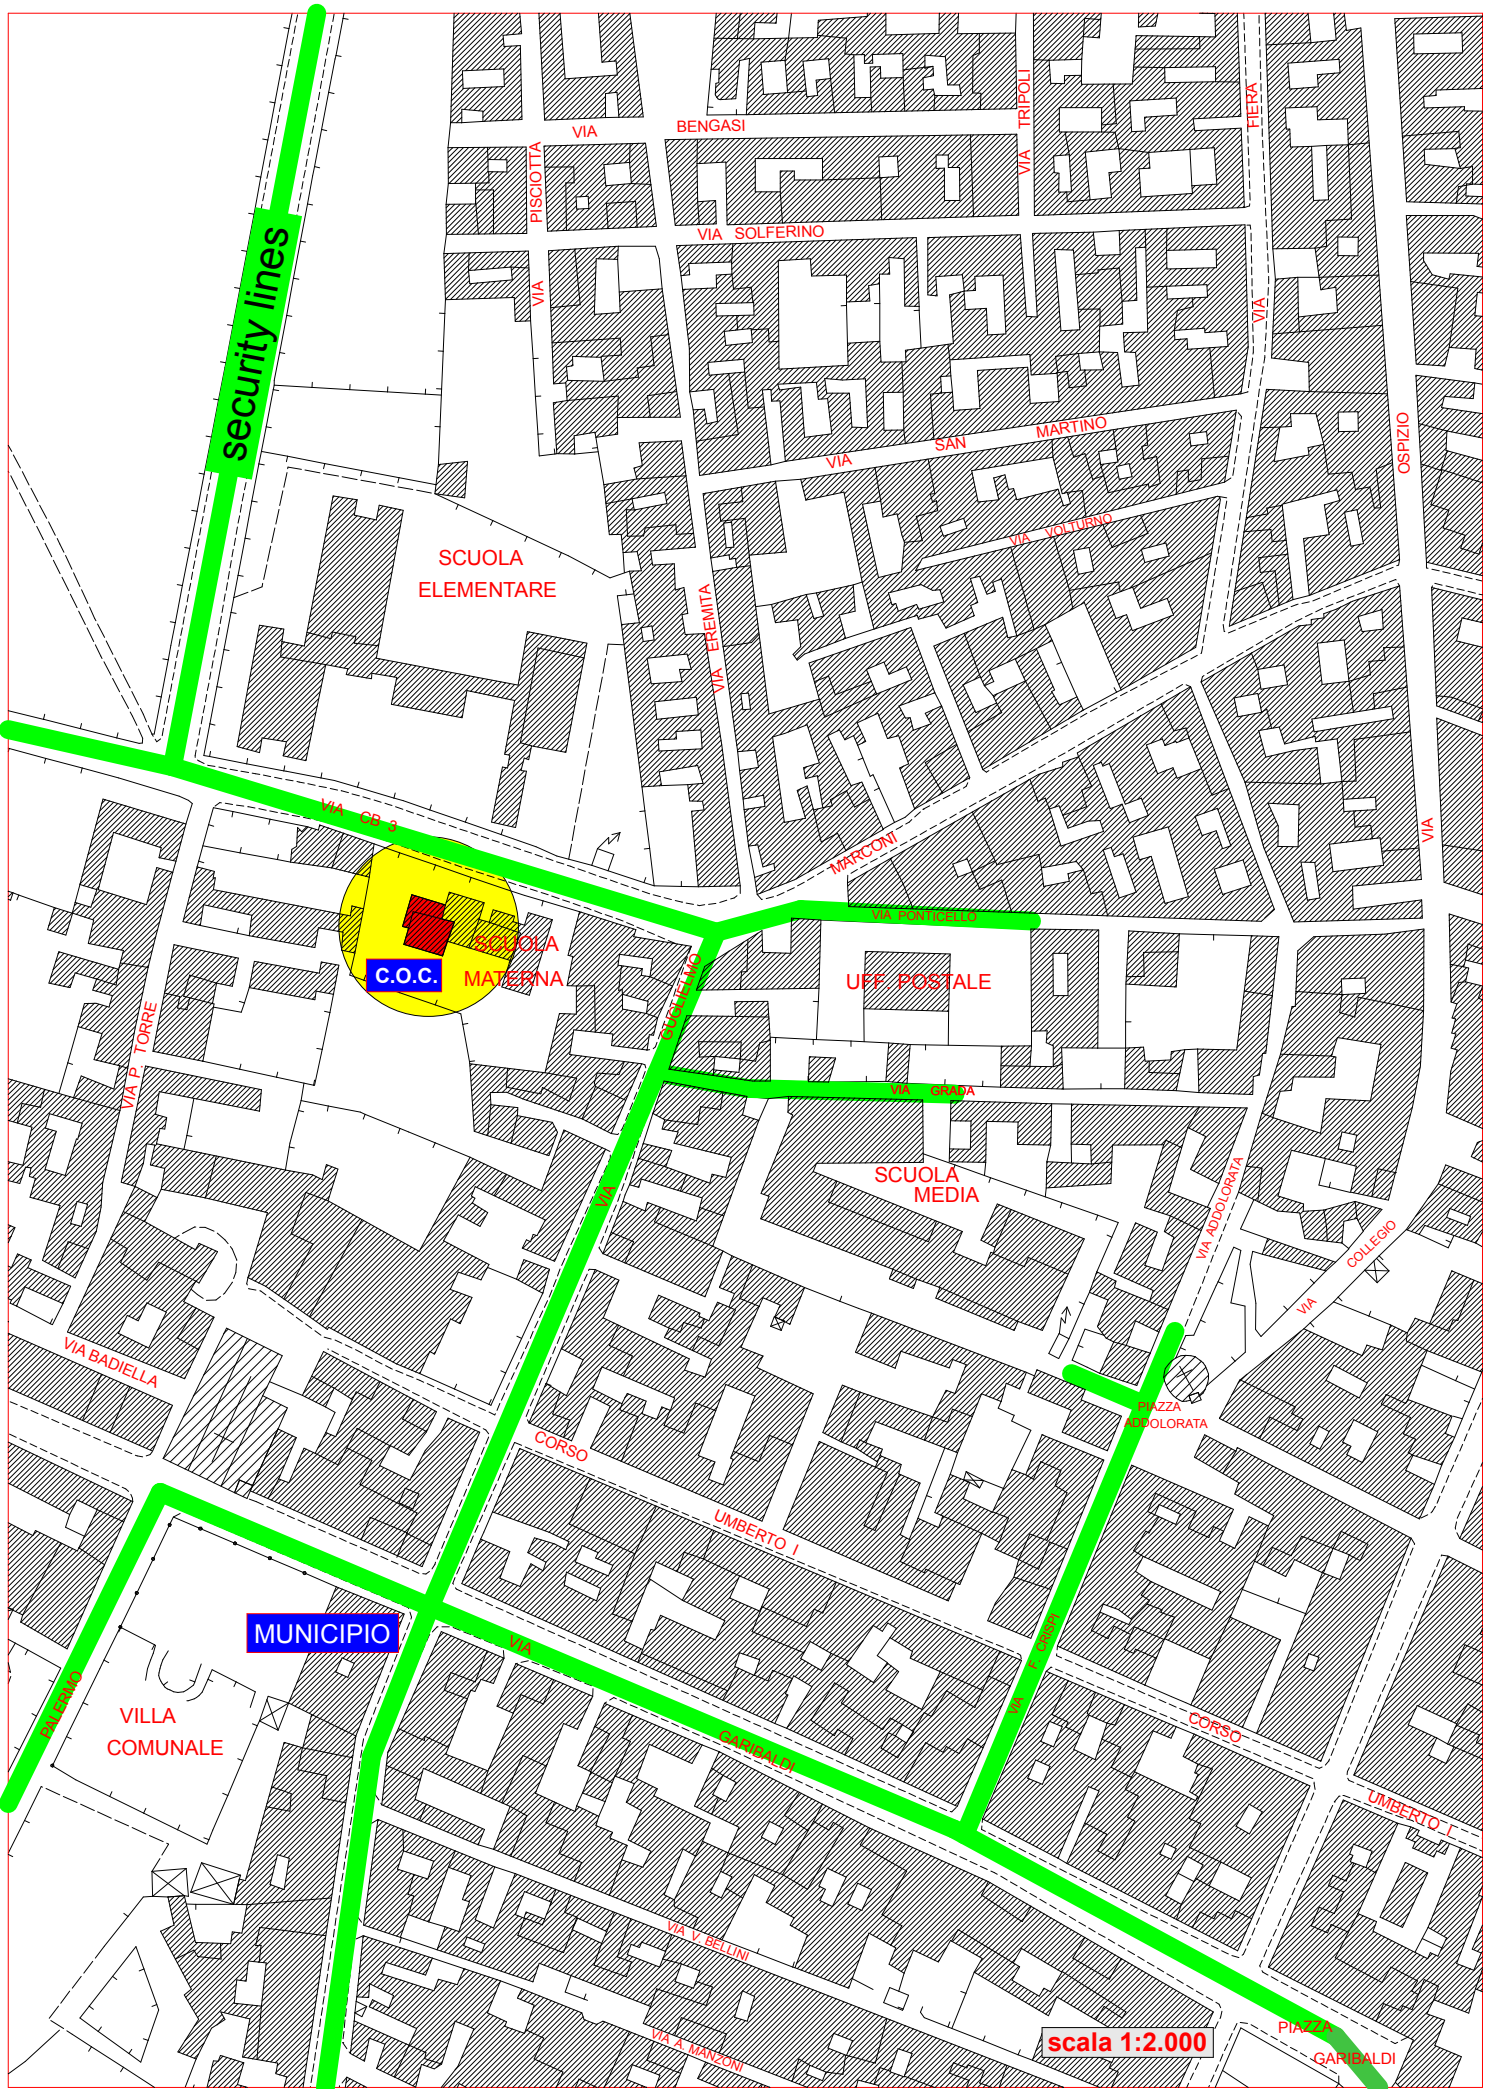 VIA BENGASI
VIA TRIPOLI
FIERA
VIA PISCIOTTA
VIA SOLFERINO
security lines
VIA
VIA SAN MARTINO
OSPIZIO
VIA VOLTURNO
SCUOLA
ELEMENTARE
VIA EREMITA
VIA CB 3
MARCONI
VIA
VIA PONTICELLO
SCUOLA
MATERNA
C.O.C.
GUGLIELMO
UFF. POSTALE
VIA P. TORRE
VIA GRADA
SCUOLA
MEDIA
VIA
VIA ADDOLORATA
COLLEGIO
VIA
VIA BADIELLA
PIAZZA
ADDOLORATA
CORSO
UMBERTO I
MUNICIPIO
VIA
VIA F. CRISPI
PALERMO
VILLA
COMUNALE
GARIBALDI
CORSO
UMBERTO I
VIA V. BELLINI
VIA A. MANZONI
scala 1:2.000
PIAZZA
GARIBALDI